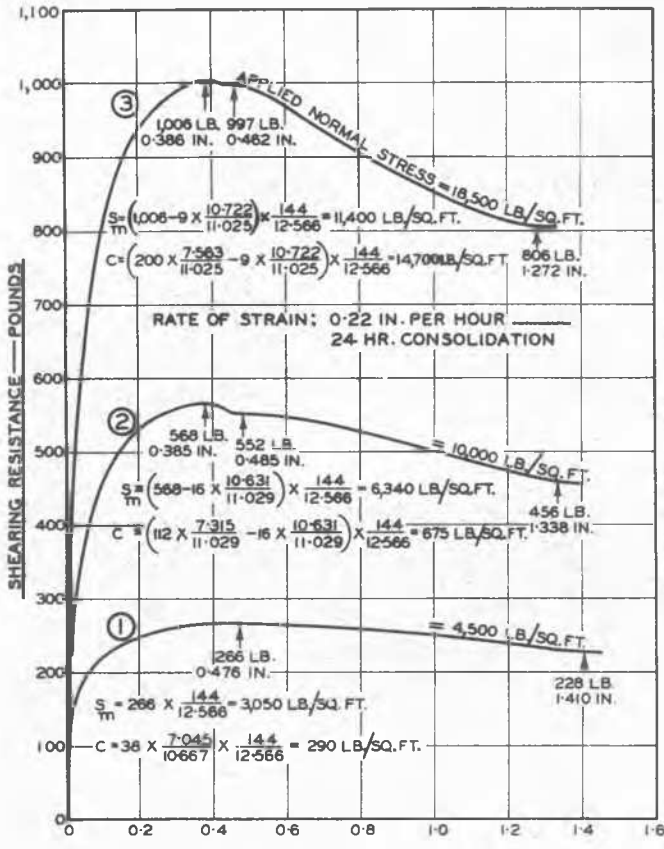 1,100
1,000
900
800
700
600
500
400
300
200
100
0
SHEARING RESISTANCE — POUNDS
③
APPLIED NORMAL STRESS = 18,500 LB/SQ.FT.
1,006 LB. 997 LB.
0·386 IN. 0·462 IN.
S/m = (1,006-9 × 10·722/11·025) × 144/12·566 = 11,400 LB/SQ.FT.
C = (200 × 7·563/11·025 - 9 × 10·722/11·025) × 144/12·566 = 1,470 LB/SQ.FT.
806 LB.
1·272 IN.
RATE OF STRAIN: 0·22 IN. PER HOUR
24 HR. CONSOLIDATION
②
= 10,000 LB/SQ.FT.
568 LB. 552 LB.
0·385 IN. 0·485 IN.
S/m = (568-16 × 10·631/11·029) × 144/12·566 = 6,340 LB/SQ.FT.
C = (112 × 7·315/11·029 - 16 × 10·631/11·029) × 144/12·566 = 675 LB/SQ.FT.
456 LB.
1·338 IN.
①
= 4,500 LB/SQ.FT.
266 LB.
0·476 IN.
S/m = 266 × 144/12·566 = 3,050 LB/SQ.FT.
C = 38 × 7·045/10·667 × 144/12·566 = 290 LB/SQ.FT.
228 LB.
1·410 IN.
0 0·2 0·4 0·6 0·8 1·0 1·2 1·4 1·6